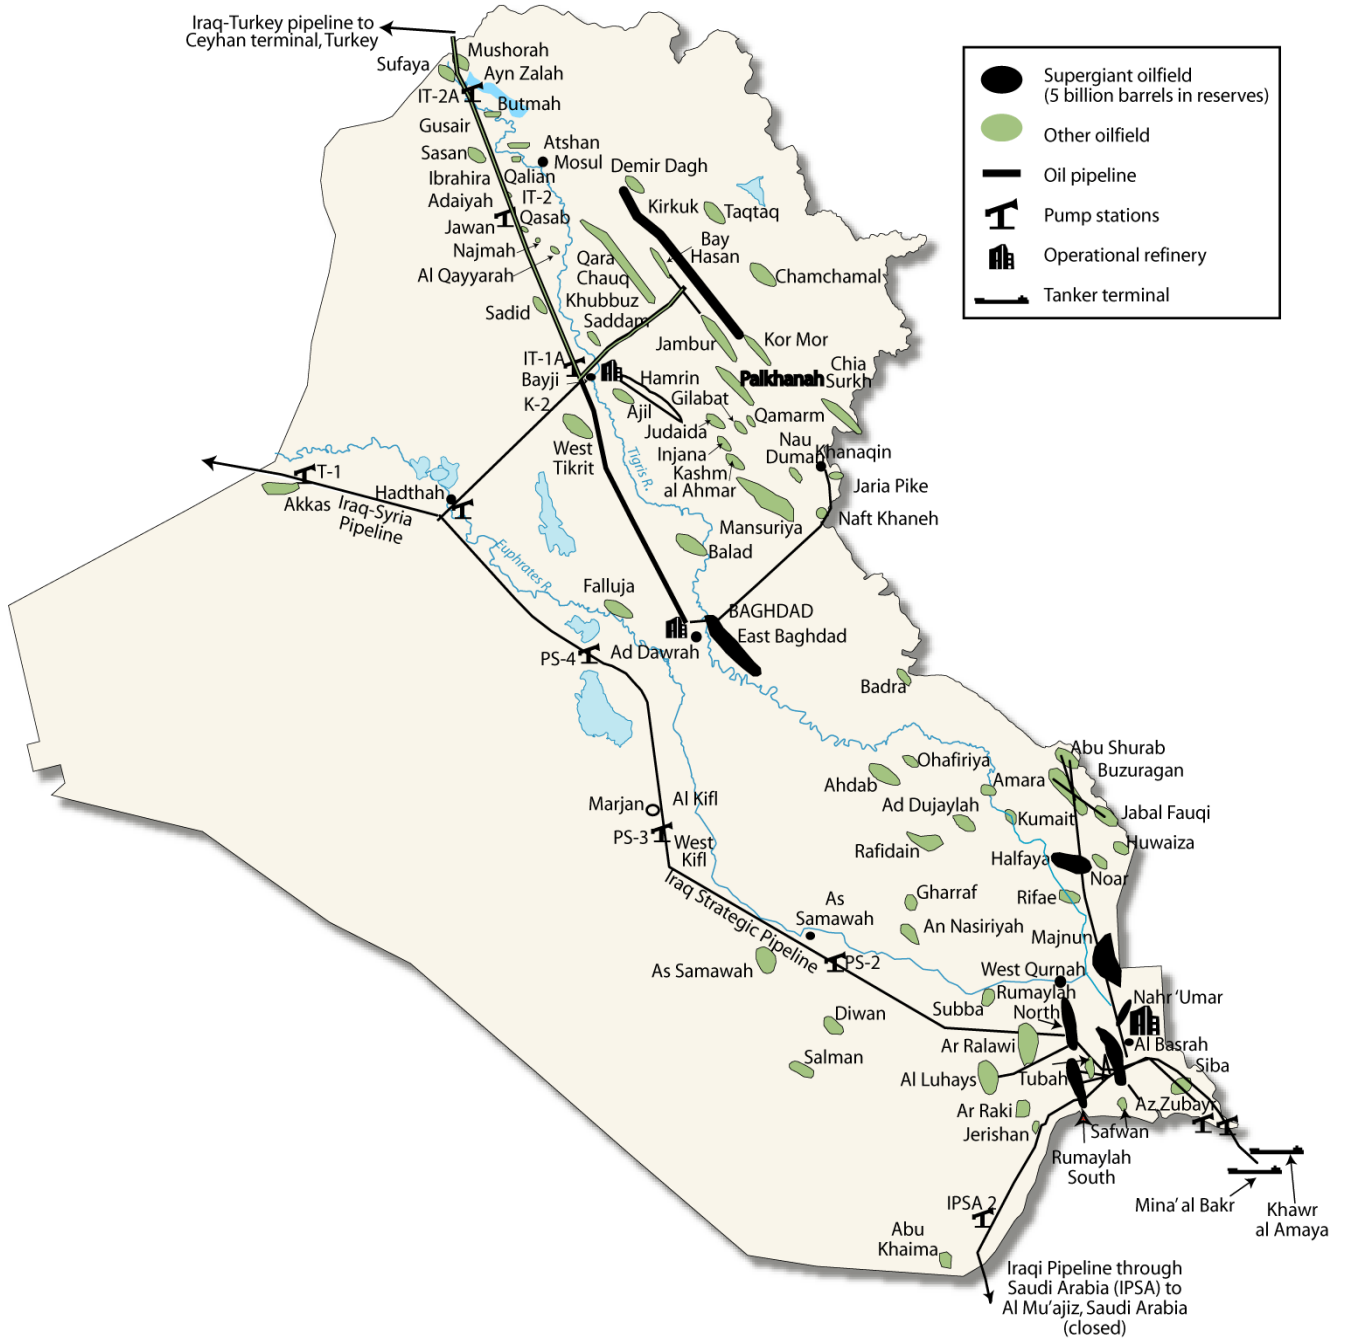 Iraq-Turkey pipeline to
Ceyhan terminal, Turkey
Supergiant oilfield
(5 billion barrels in reserves)
Other oilfield
Oil pipeline
Pump stations
Operational refinery
Tanker terminal
Mushorah
Sufaya
Ayn Zalah
IT-2A
Butmah
Gusair
Atshan
Sasan
Mosul
Demir Dagh
Ibrahira
Qalian
Adaiyah
IT-2
Kirkuk
Taqtaq
Jawan
Qasab
Najmah
Bay
Hasan
Al Qayyarah
Qara
Chauq
Chamchamal
Khubbuz
Sadid
Saddam
Jambur
Kor Mor
IT-1A
Bayji
Hamrin
Palkhanah
Chia
Surkh
K-2
Gilabat
Ajil
Qamarm
Judaida
West
Tikrit
Injana
Nau
Dumah
Khanaqin
Kashm
al Ahmar
Tigris R.
T-1
Jaria Pike
Hadthah
Akkas
Iraq-Syria
Pipeline
Mansuriya
Naft Khaneh
Balad
Euphrates R.
Falluja
BAGHDAD
East Baghdad
Ad Dawrah
PS-4
Badra
Abu Shurab
Ohafiriya
Buzuragan
Ahdab
Amara
Marjan
Al Kifl
Ad Dujaylah
Kumait
Jabal Fauqi
PS-3
West
Kifl
Rafidain
Huwaiza
Halfaya
Noar
Iraq Strategic Pipeline
Gharraf
Rifae
As
Samawah
An Nasiriyah
Majnun
As Samawah
PS-2
West Qurnah
Rumaylah
North
Nahr ‘Umar
Subba
Diwan
Ar Ralawi
Al Basrah
Salman
Siba
Al Luhays
Tubah
Ar Raki
Az Zubayr
Jerishan
Safwan
Rumaylah
South
IPSA 2
Mina’ al Bakr
Khawr
al Amaya
Abu
Khaima
Iraqi Pipeline through
Saudi Arabia (IPSA) to
Al Mu’ajiz, Saudi Arabia
(closed)